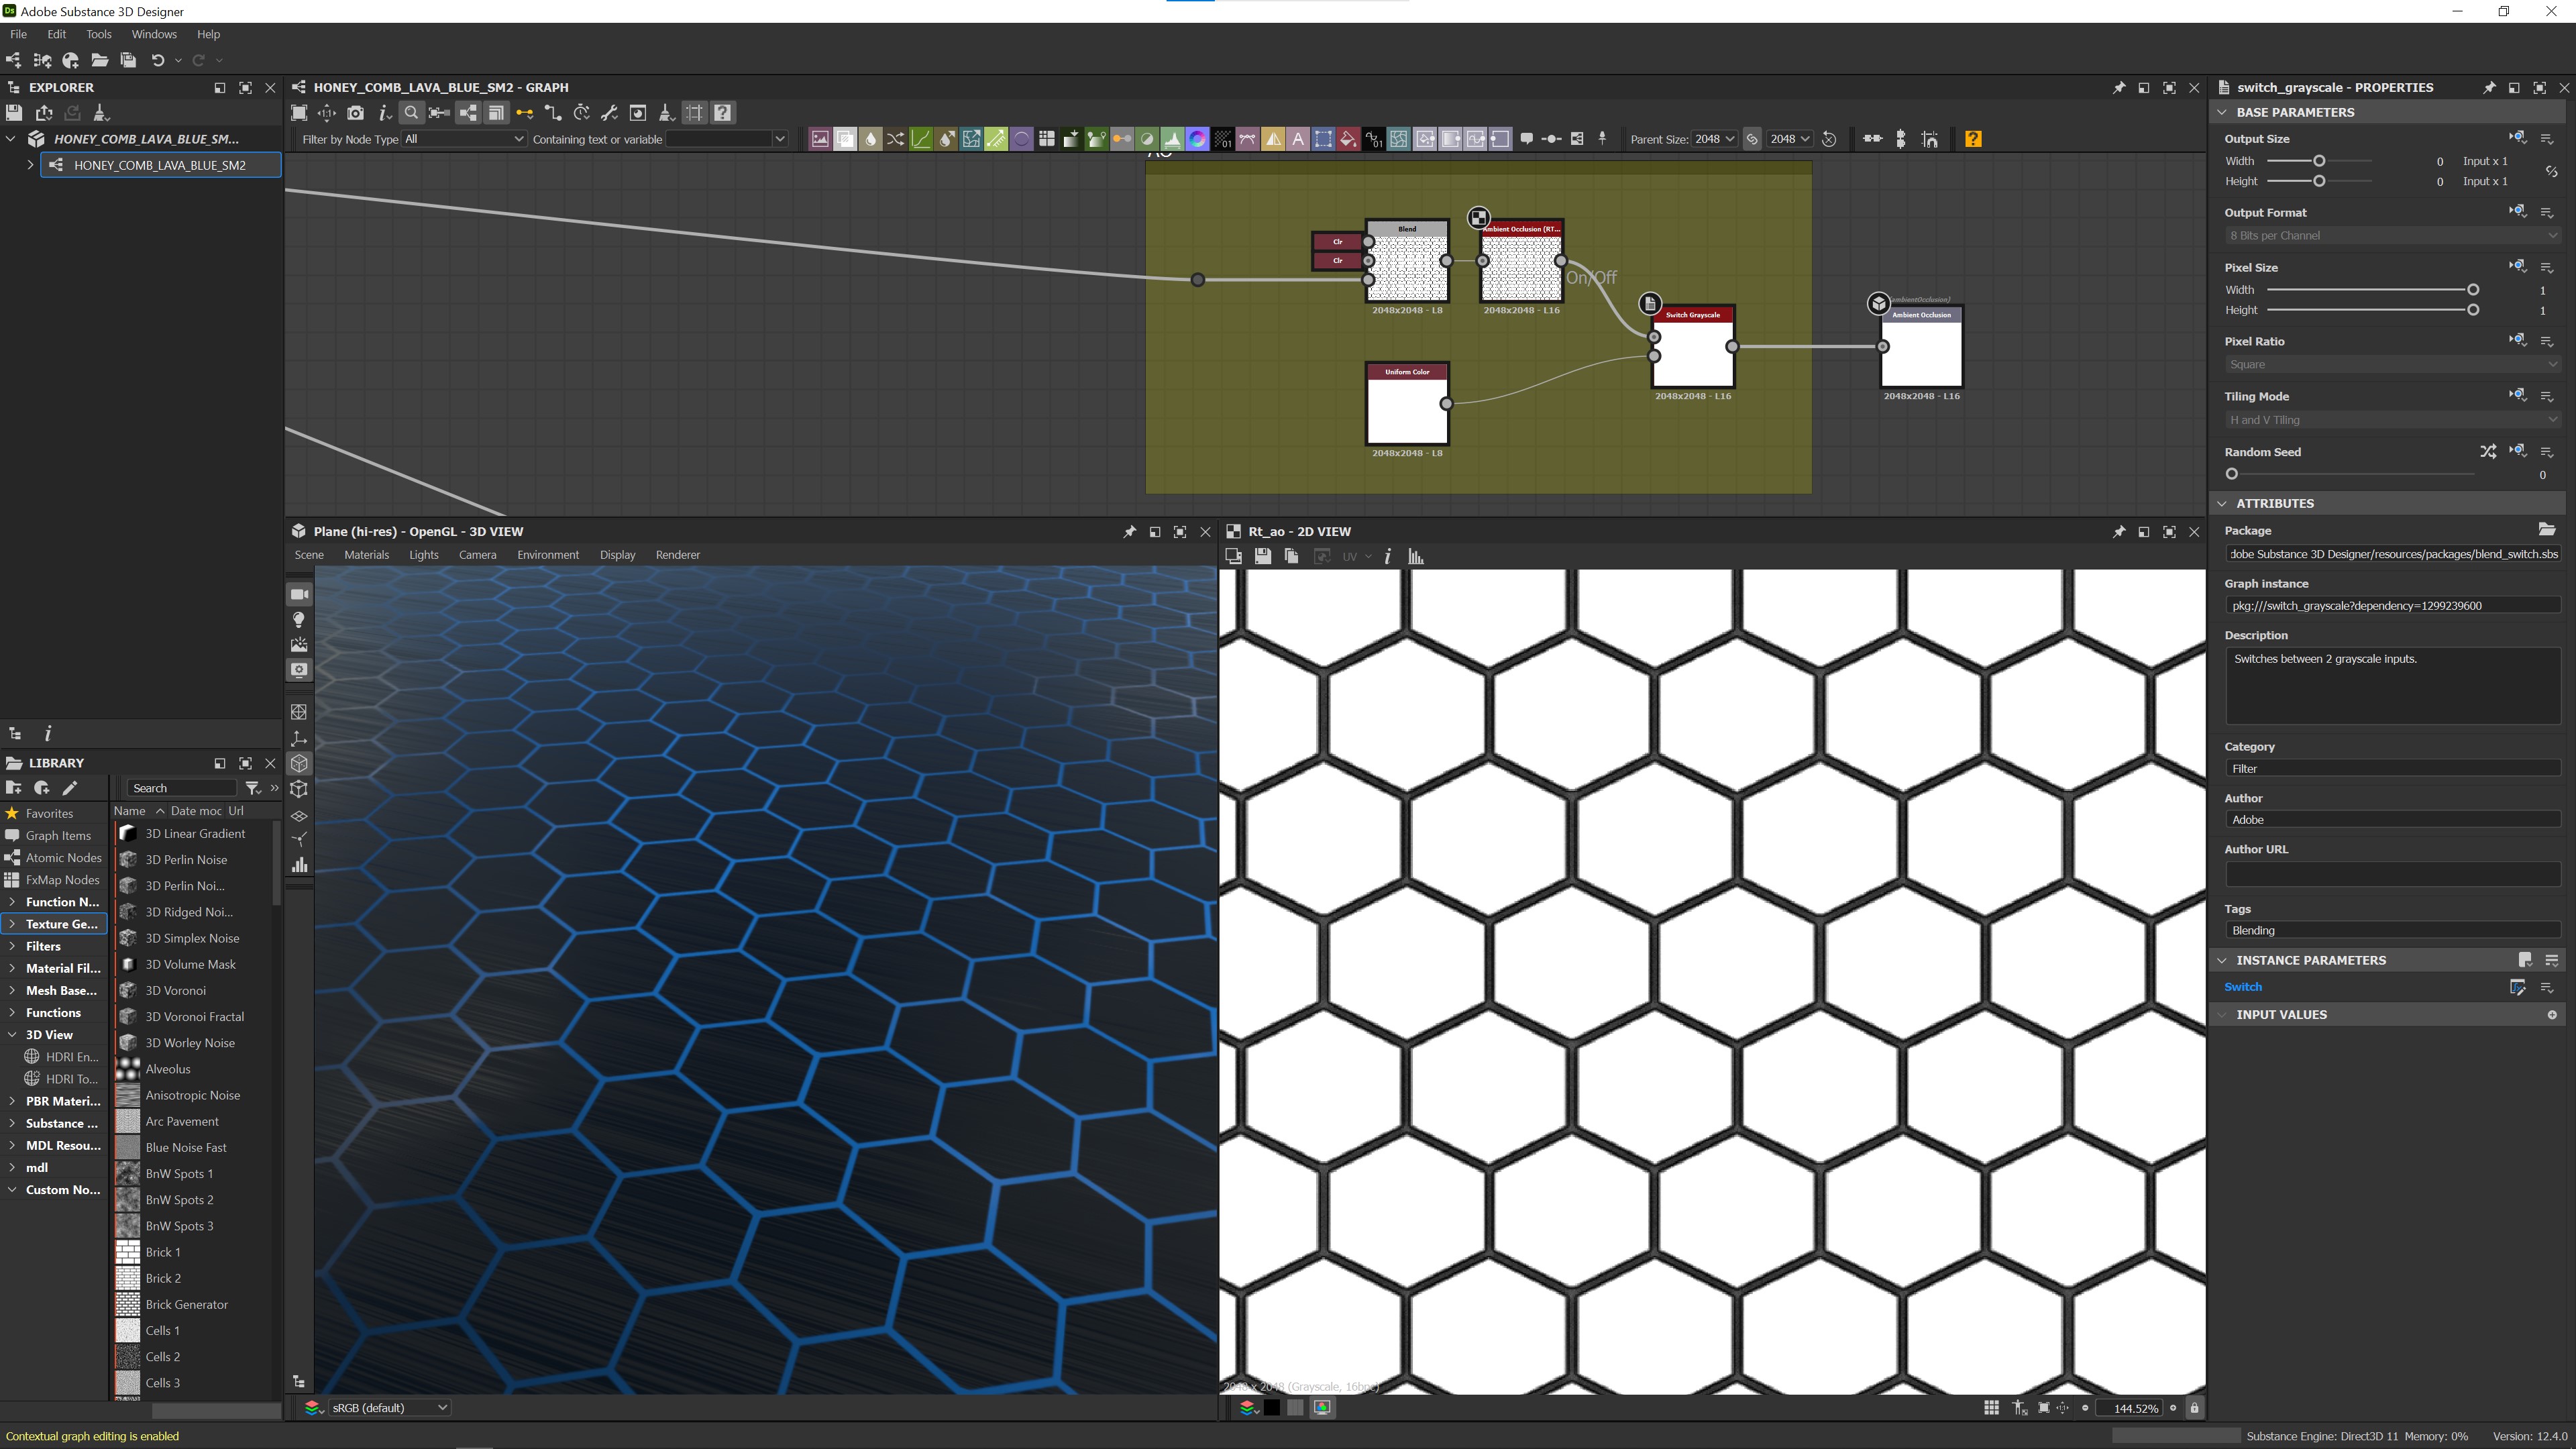 Adobe Substance 3D Designer
File Edit Tools Windows Help
EXPLORER
HONEY_COMB_LAVA_BLUE_SM...
HONEY_COMB_LAVA_BLUE_SM2
HONEY_COMB_LAVA_BLUE_SM2 - GRAPH
Filter by Node Type All Containing text or variable
01 A 01 Parent Size: 2048 2048
Clr
Clr
Blend
2048x2048 - L8
Ambient Occlusion (RT...
2048x2048 - L16
On/Off
Uniform Color
2048x2048 - L8
Switch Grayscale
2048x2048 - L16
(ambientOcclusion)
Ambient Occlusion
2048x2048 - L16
Plane (hi-res) - OpenGL - 3D VIEW
Scene Materials Lights Camera Environment Display Renderer
sRGB (default)
Rt_ao - 2D VIEW
UV
2048 x 2048 (Grayscale, 16bpc)
144.52%
LIBRARY
Search
Name Date moc Url
Favorites
Graph Items
Atomic Nodes
FxMap Nodes
Function N...
Texture Ge...
Filters
Material Fil...
Mesh Base...
Functions
3D View
HDRI En...
HDRI To...
PBR Materi...
Substance ...
MDL Resou...
mdl
Custom No...
3D Linear Gradient
3D Perlin Noise
3D Perlin Noi...
3D Ridged Noi...
3D Simplex Noise
3D Volume Mask
3D Voronoi
3D Voronoi Fractal
3D Worley Noise
Alveolus
Anisotropic Noise
Arc Pavement
Blue Noise Fast
BnW Spots 1
BnW Spots 2
BnW Spots 3
Brick 1
Brick 2
Brick Generator
Cells 1
Cells 2
Cells 3
switch_grayscale - PROPERTIES
BASE PARAMETERS
Output Size
Width 0 Input x 1
Height 0 Input x 1
Output Format
8 Bits per Channel
Pixel Size
Width 1
Height 1
Pixel Ratio
Square
Tiling Mode
H and V Tiling
Random Seed
0
ATTRIBUTES
Package
dobe Substance 3D Designer/resources/packages/blend_switch.sbs
Graph instance
pkg:///switch_grayscale?dependency=1299239600
Description
Switches between 2 grayscale inputs.
Category
Filter
Author
Adobe
Author URL
Tags
Blending
INSTANCE PARAMETERS
Switch
INPUT VALUES
Contextual graph editing is enabled
Substance Engine: Direct3D 11 Memory: 0% Version: 12.4.0